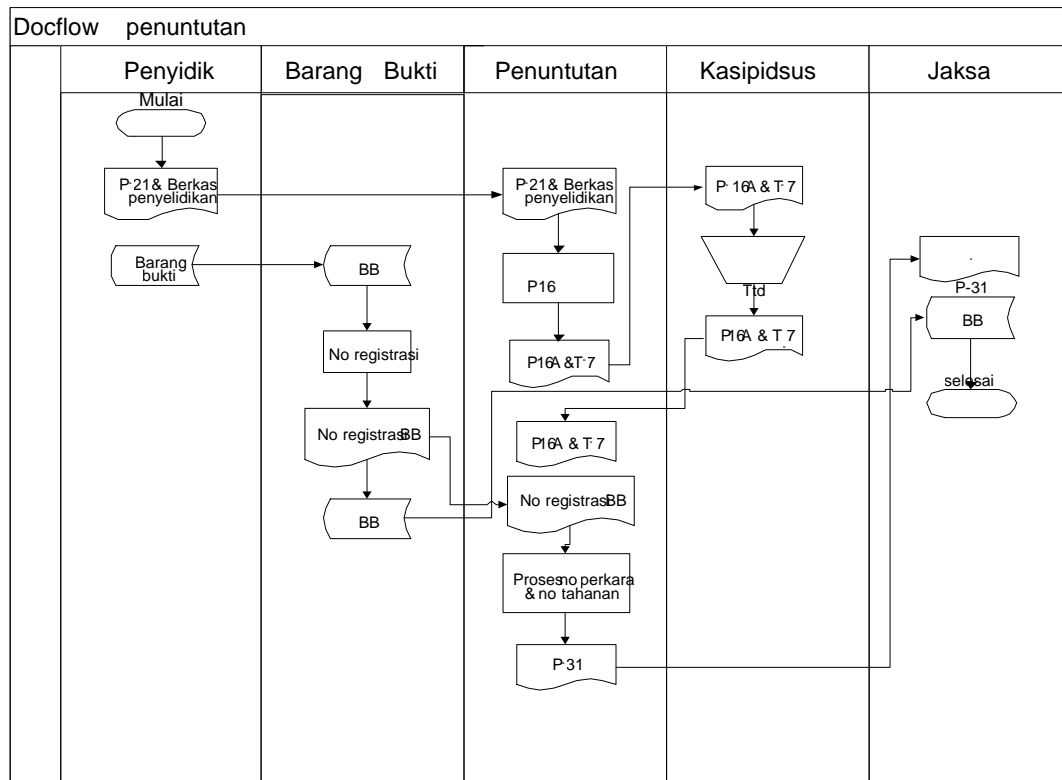 Docflow penuntutan
Penyidik
Barang Bukti
Penuntutan
Kasipidsus
Jaksa
Mulai
P-21 & Berkas
penyelidikan
Barang
bukti
BB
No registrasi
No registrasi BB
BB
P-21 & Berkas
penyelidikan
P16
P16A & T-7
P16A & T-7
No registrasi BB
Proses no perkara
& no tahanan
P-31
P-16A & T-7
Ttd
P16A & T-7
P-31
BB
selesai